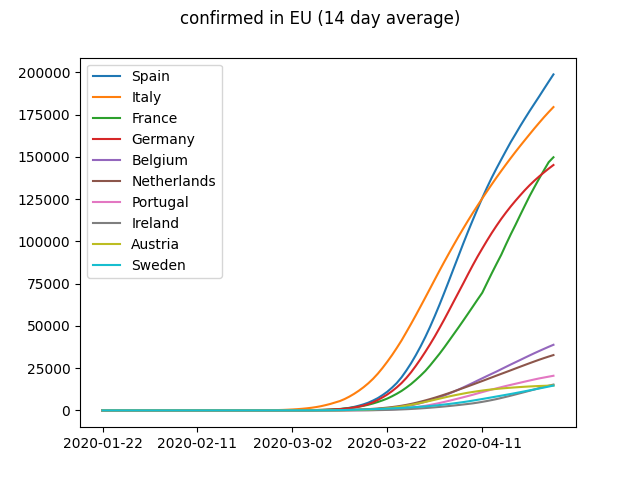 confirmed in EU (14 day average)
200000
175000
150000
125000
100000
75000
50000
25000
0
Spain
Italy
France
Germany
Belgium
Netherlands
Portugal
Ireland
Austria
Sweden
2020-01-22 2020-02-11 2020-03-02 2020-03-22 2020-04-11